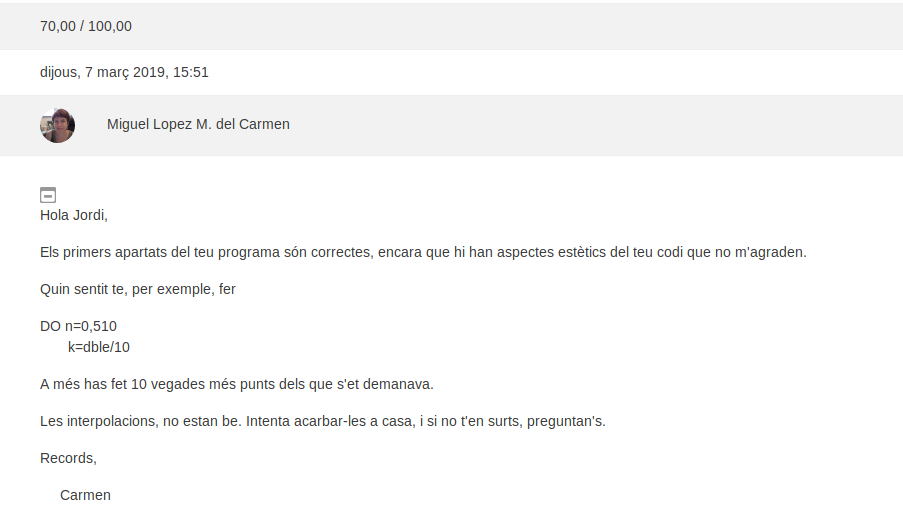 70,00 / 100,00
dijous, 7 març 2019, 15:51
Miguel Lopez M. del Carmen
Hola Jordi,
Els primers apartats del teu programa són correctes, encara que hi han aspectes estètics del teu codi que no m'agraden.
Quin sentit te, per exemple, fer
DO n=0,510
k=dble/10
A més has fet 10 vegades més punts dels que s'et demanava.
Les interpolacions, no estan be. Intenta acarbar-les a casa, i si no t'en surts, preguntan's.
Records,
Carmen